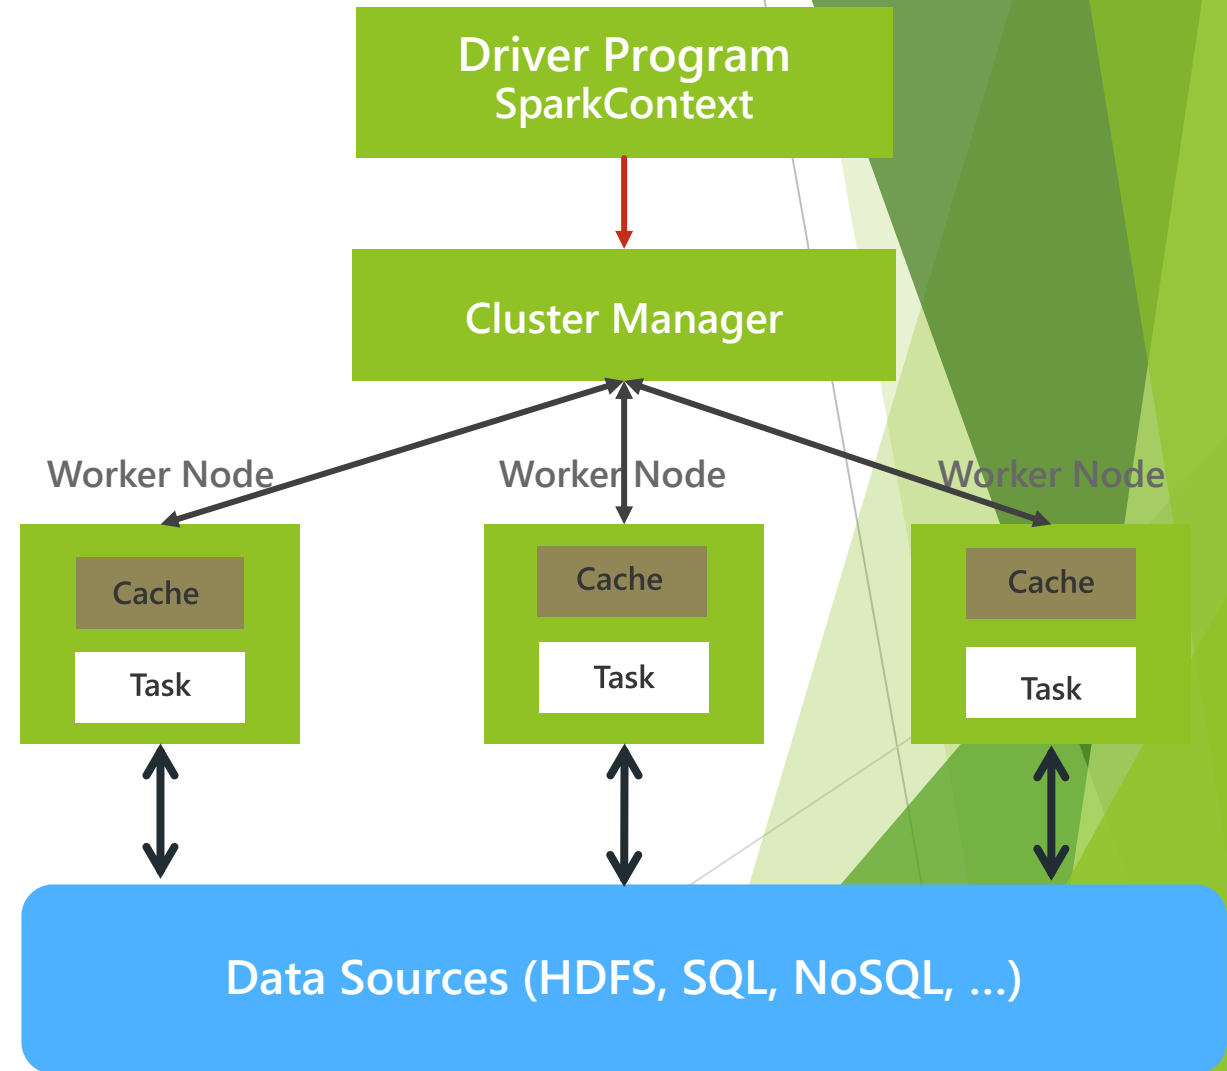 Driver Program
SparkContext
Cluster Manager
Worker Node
Worker Node
Worker Node
Cache
Cache
Cache
Task
Task
Task
Data Sources (HDFS, SQL, NoSQL, ...)